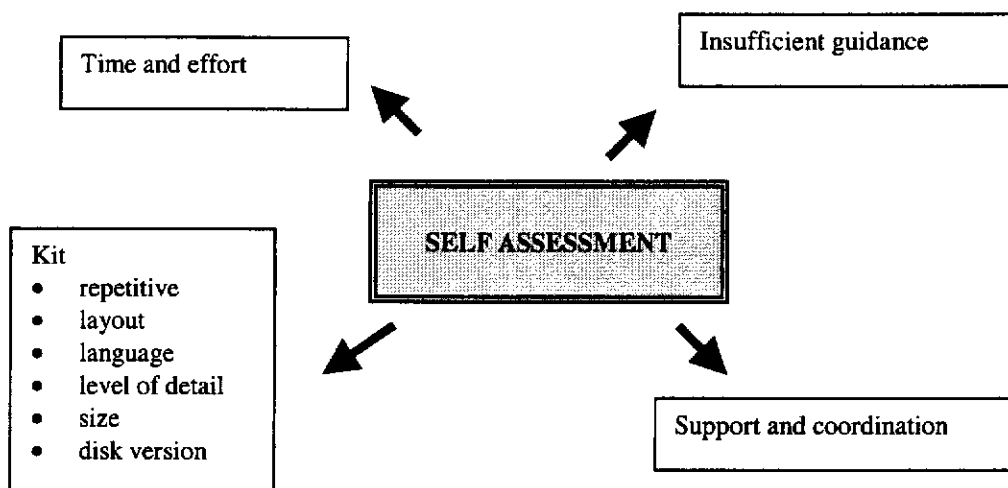 Time and effort
Insufficient guidance
SELF ASSESSMENT
Kit
• repetitive
• layout
• language
• level of detail
• size
• disk version
Support and coordination